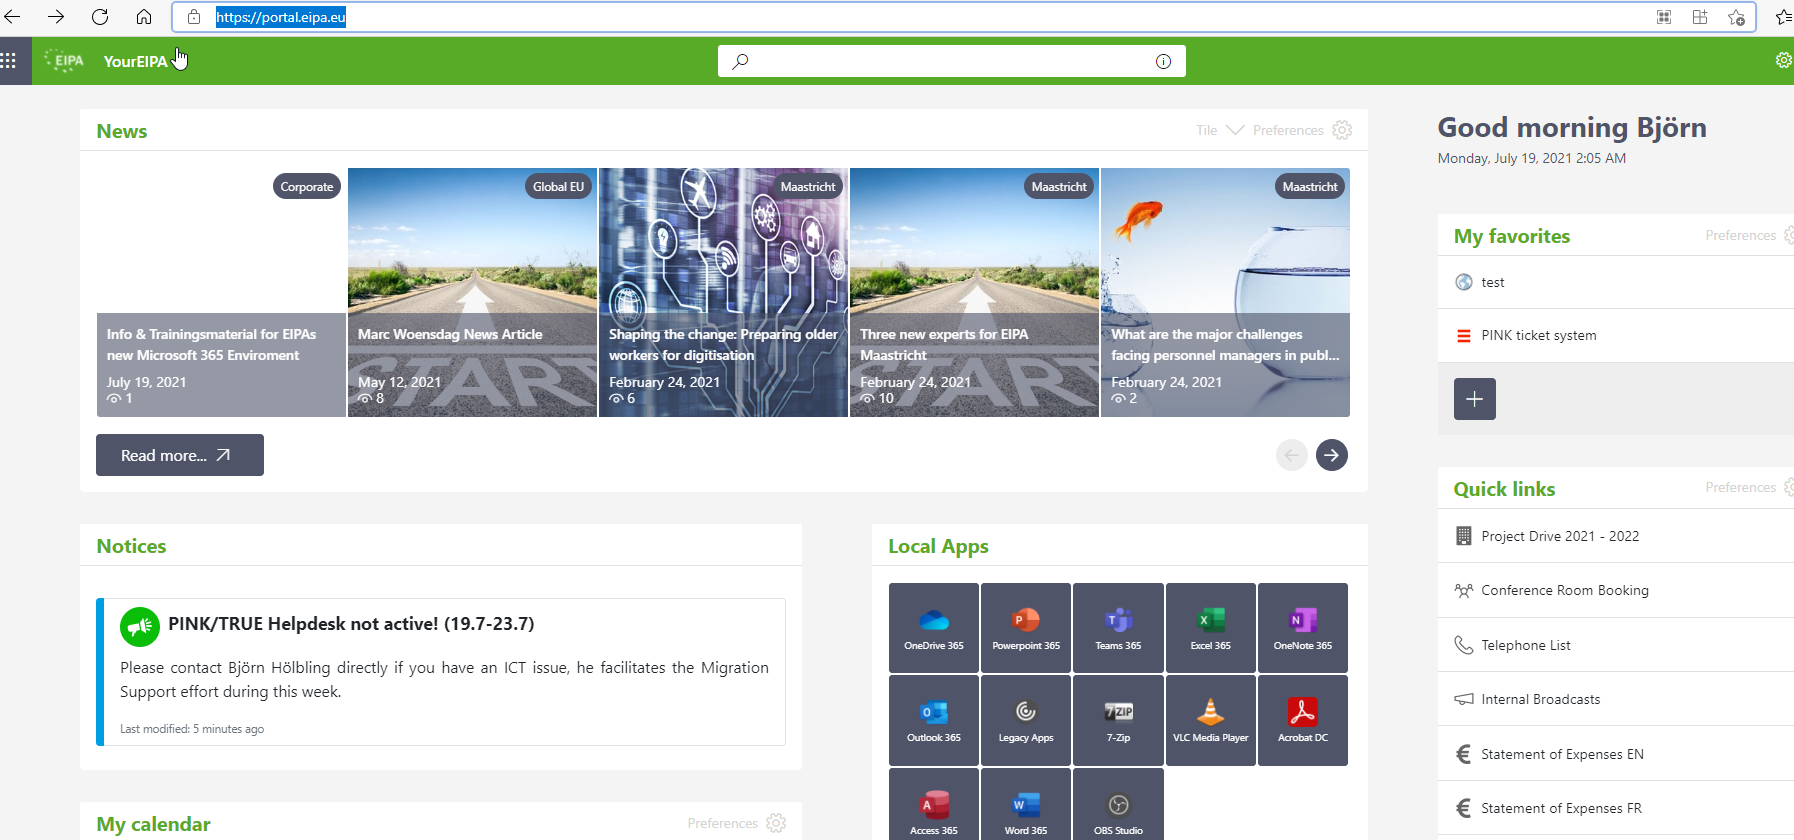 https://portal.eipa.eu
EIPA
YourEIPA
News
Tile
Preferences
Corporate
Info & Trainingsmaterial for EIPAs
new Microsoft 365 Enviroment
July 19, 2021
1
Global EU
Marc Woensdag News Article
May 12, 2021
8
START
Maastricht
Shaping the change: Preparing older
workers for digitisation
February 24, 2021
6
Maastricht
Three new experts for EIPA
Maastricht
February 24, 2021
10
START
Maastricht
What are the major challenges
facing personnel managers in publ...
February 24, 2021
2
Read more...
Good morning Björn
Monday, July 19, 2021 2:05 AM
My favorites
Preferences
test
PINK ticket system
Quick links
Preferences
Project Drive 2021 - 2022
Conference Room Booking
Telephone List
Internal Broadcasts
Statement of Expenses EN
Statement of Expenses FR
Notices
PINK/TRUE Helpdesk not active! (19.7-23.7)
Please contact Björn Hölbling directly if you have an ICT issue, he facilitates the Migration
Support effort during this week.
Last modified: 5 minutes ago
Local Apps
OneDrive 365
Powerpoint 365
Teams 365
Excel 365
OneNote 365
Outlook 365
Legacy Apps
7ZIP
7-Zip
VLC Media Player
Acrobat DC
Access 365
Word 365
OBS Studio
My calendar
Preferences